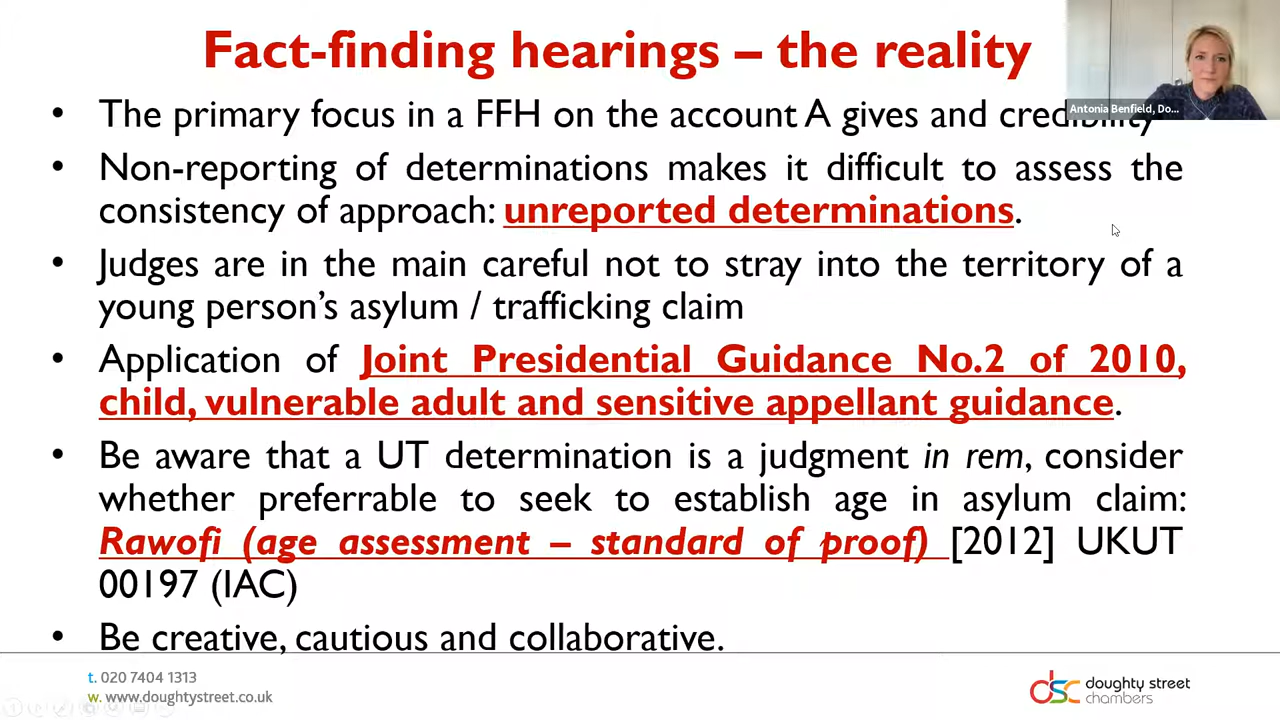 Fact-finding hearings – the reality
Antonia Benfield, Do...
• The primary focus in a FFH on the account A gives and credibility
• Non-reporting of determinations makes it difficult to assess the
consistency of approach: unreported determinations.
• Judges are in the main careful not to stray into the territory of a
young person's asylum / trafficking claim
• Application of Joint Presidential Guidance No.2 of 2010,
child, vulnerable adult and sensitive appellant guidance.
• Be aware that a UT determination is a judgment in rem, consider
whether preferrable to seek to establish age in asylum claim:
Rawofi (age assessment – standard of proof) [2012] UKUT
00197 (IAC)
• Be creative, cautious and collaborative.
t. 020 7404 1313
w. www.doughtystreet.co.uk
dsc doughty street
chambers